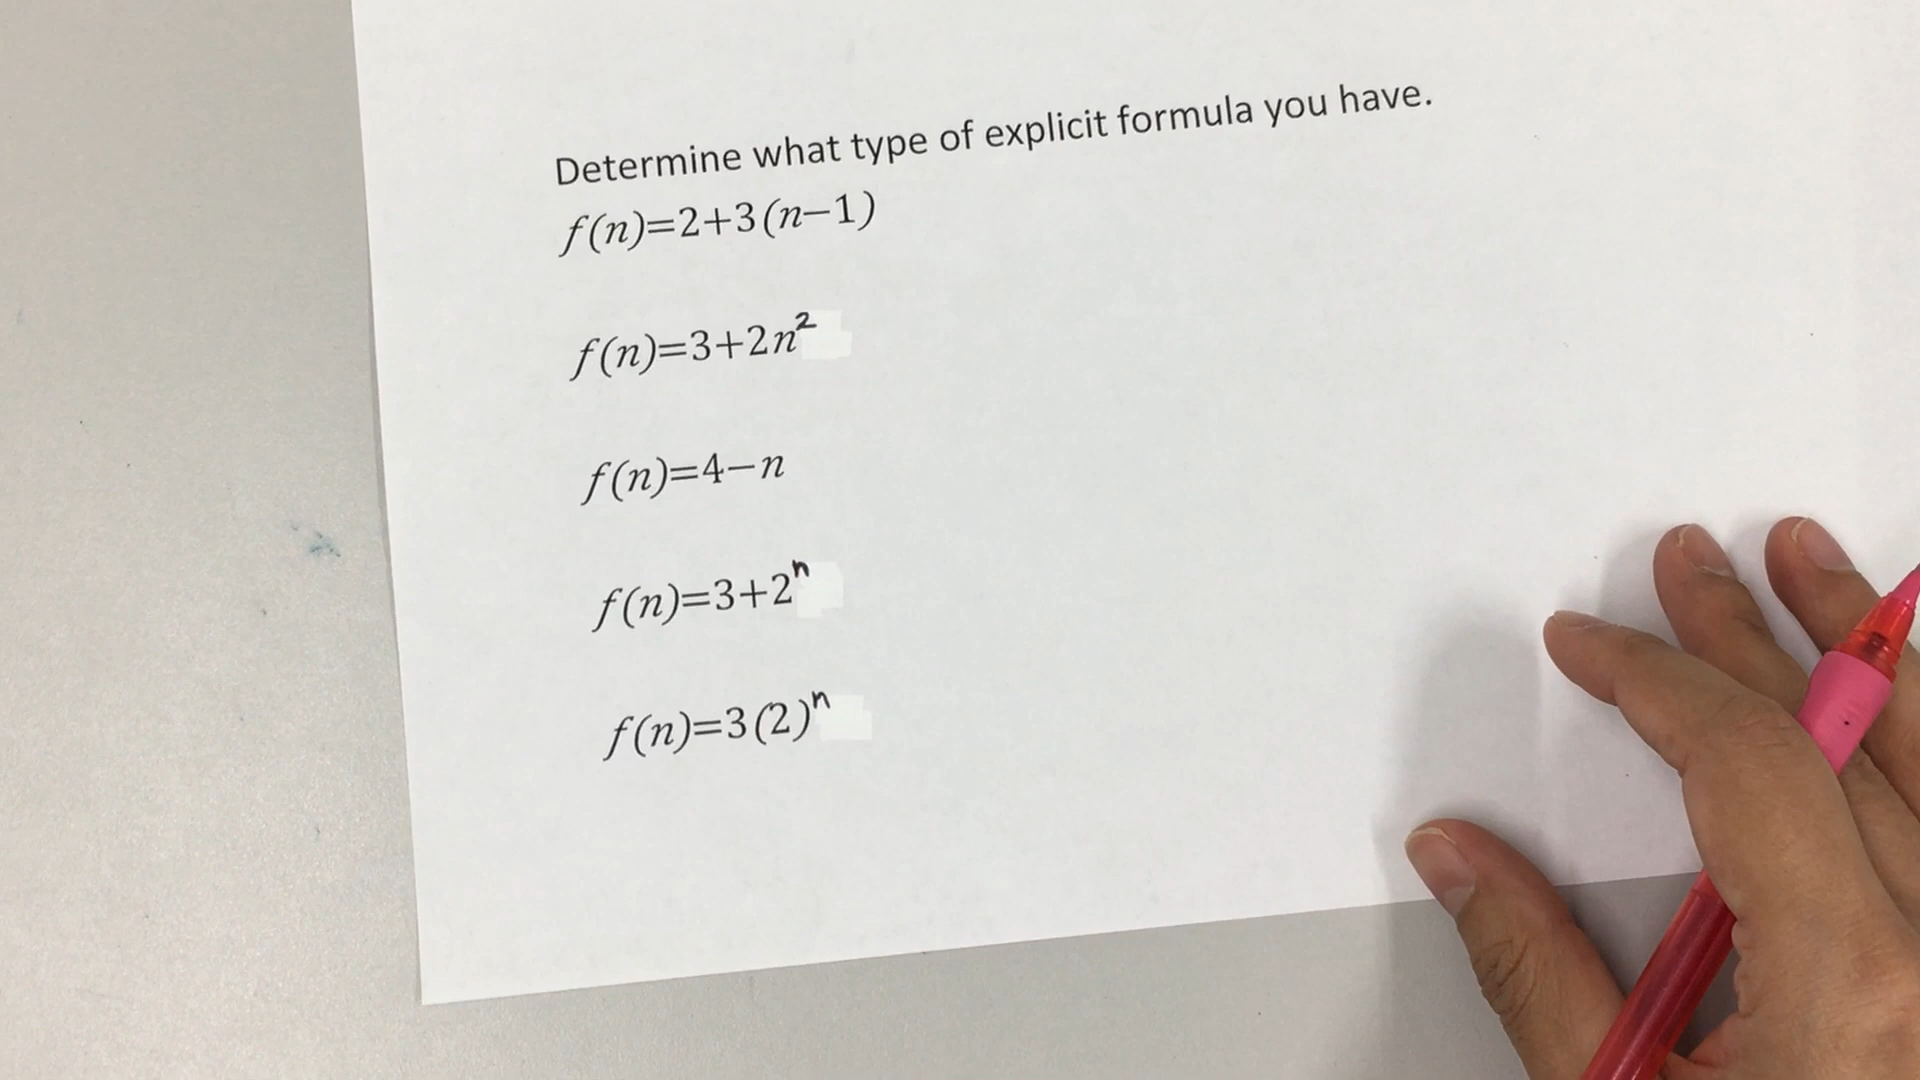 Determine what type of explicit formula you have.
f(n)=2+3(n−1)
f(n)=3+2n²
f(n)=4−n
f(n)=3+2ⁿ
f(n)=3(2)ⁿ